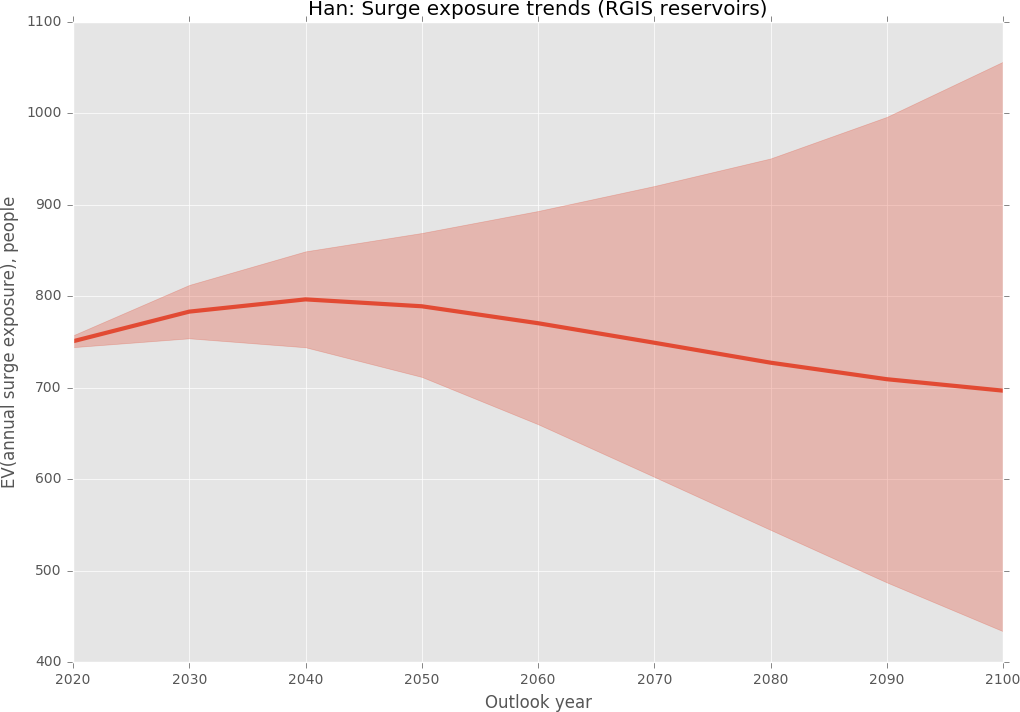 Han: Surge exposure trends (RGIS reservoirs)
1100
1000
900
800
700
600
500
400
EV(annual surge exposure), people
2020 2030 2040 2050 2060 2070 2080 2090 2100
Outlook year